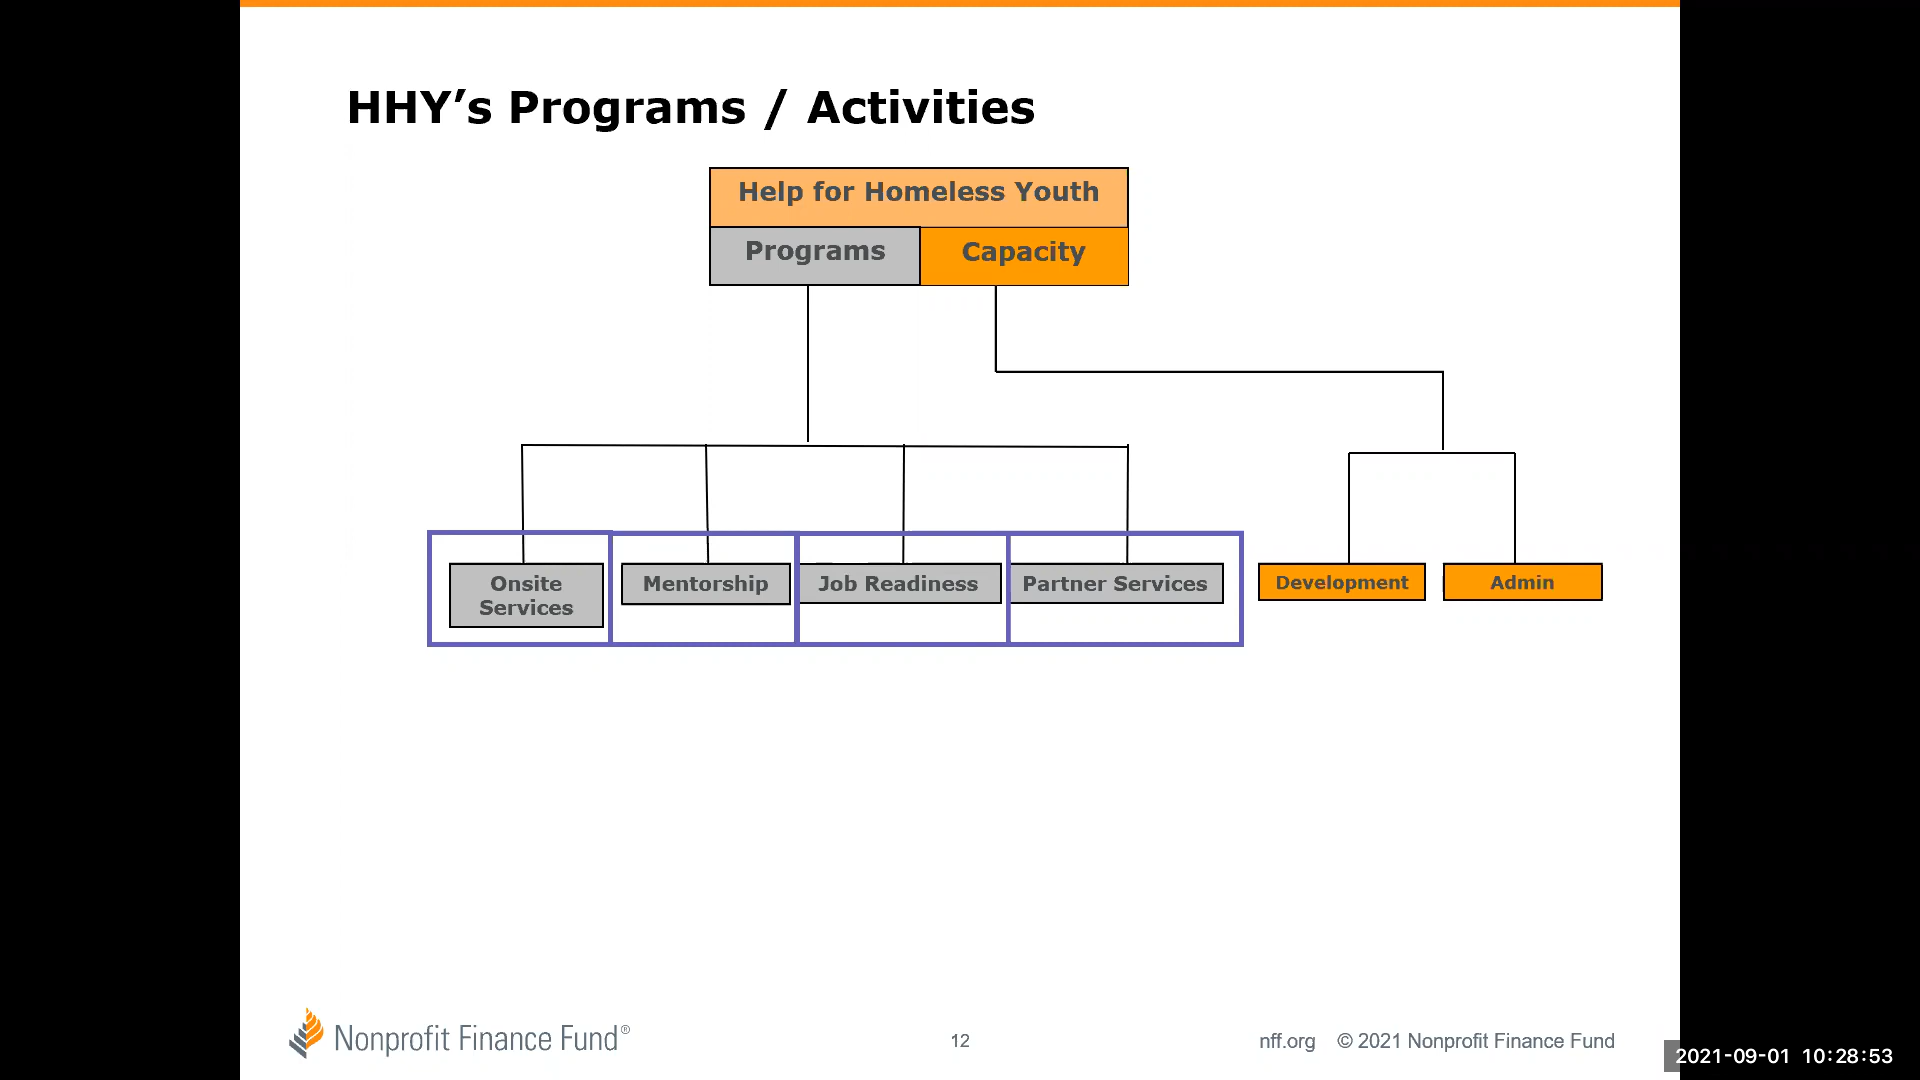 HHY’s Programs / Activities
Help for Homeless Youth
Programs
Capacity
Onsite
Services
Mentorship
Job Readiness
Partner Services
Development
Admin
Nonprofit Finance Fund®
12
nff.org © 2021 Nonprofit Finance Fund
2021-09-01 10:28:53